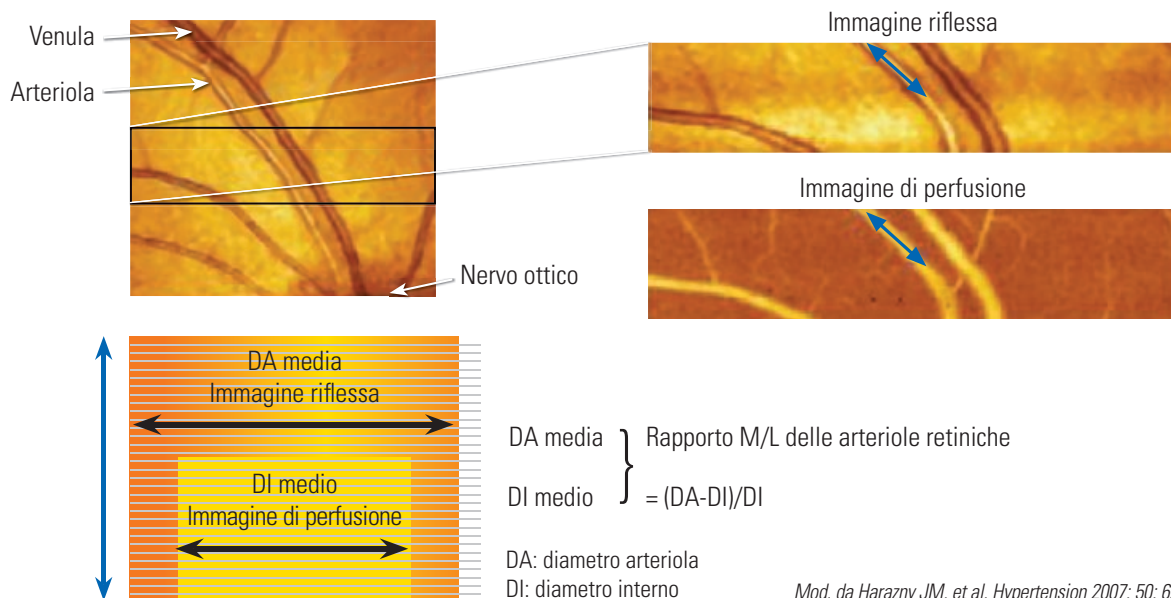 Venula
Arteriola
Nervo ottico
Immagine riflessa
Immagine di perfusione
DA media
Immagine riflessa
DI medio
Immagine di perfusione
DA media } Rapporto M/L delle arteriole retiniche
DI medio = (DA-DI)/DI
DA: diametro arteriola
DI: diametro interno
Mod. da Harazny JM, et al. Hypertension 2007; 50: 6